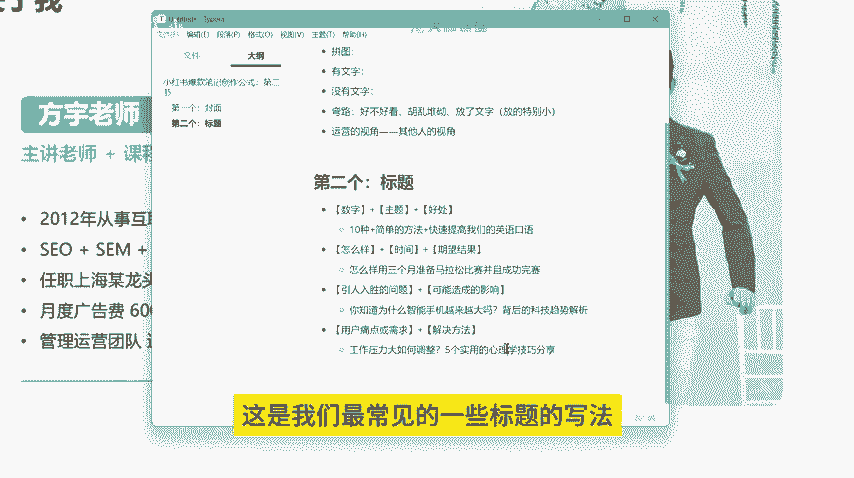 于我
方宇老师
主讲老师 + 课程
• 2012年从事互联
• SEO + SEM +
• 任职上海某龙头
• 月度广告费 600
• 管理运营团队
编辑(E) 段落(P) 格式(O) 视图(V) 主题(T) 帮助(H)
文件 大纲
小红书爆款笔记创作公式：第二
第一个：封面
第二个：标题
• 拼图：
• 有文字：
• 没有文字：
• 弯路：好不好看、胡乱堆砌、放了文字（放的特别小）
• 运营的视角——其他人的视角
第二个：标题
• 【数字】+【主题】+【好处】
○ 10种+简单的方法+快速提高我们的英语口语
• 【怎么样】+【时间】+【期望结果】
○ 怎么样用三个月准备马拉松比赛并且成功完赛
• 【引人入胜的问题】+【可能造成的影响】
○ 你知道为什么智能手机越来越大吗？背后的科技趋势解析
• 【用户痛点或需求】+【解决方法】
○ 工作压力大如何调整？5个实用的心理学技巧分享
这是我们最常见的一些标题的写法